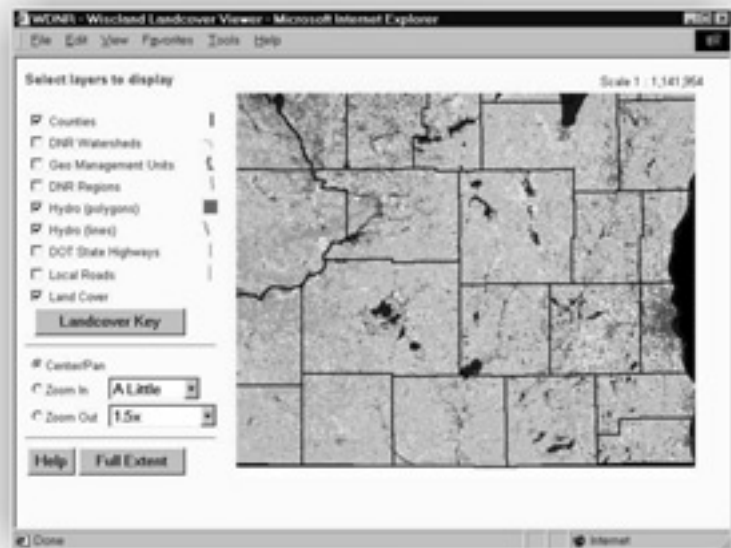 WDNR - Wiscland Landcover Viewer - Microsoft Internet Explorer
File Edit View Favorites Tools Help
Select layers to display
Scale 1 : 1,141,954
Counties
DNR Watersheds
Geo Management Units
DNR Regions
Hydro (polygons)
Hydro (lines)
DOT State Highways
Local Roads
Land Cover
Landcover Key
Center/Pan
Zoom In A Little
Zoom Out 1.5x
Help Full Extent
Done Internet